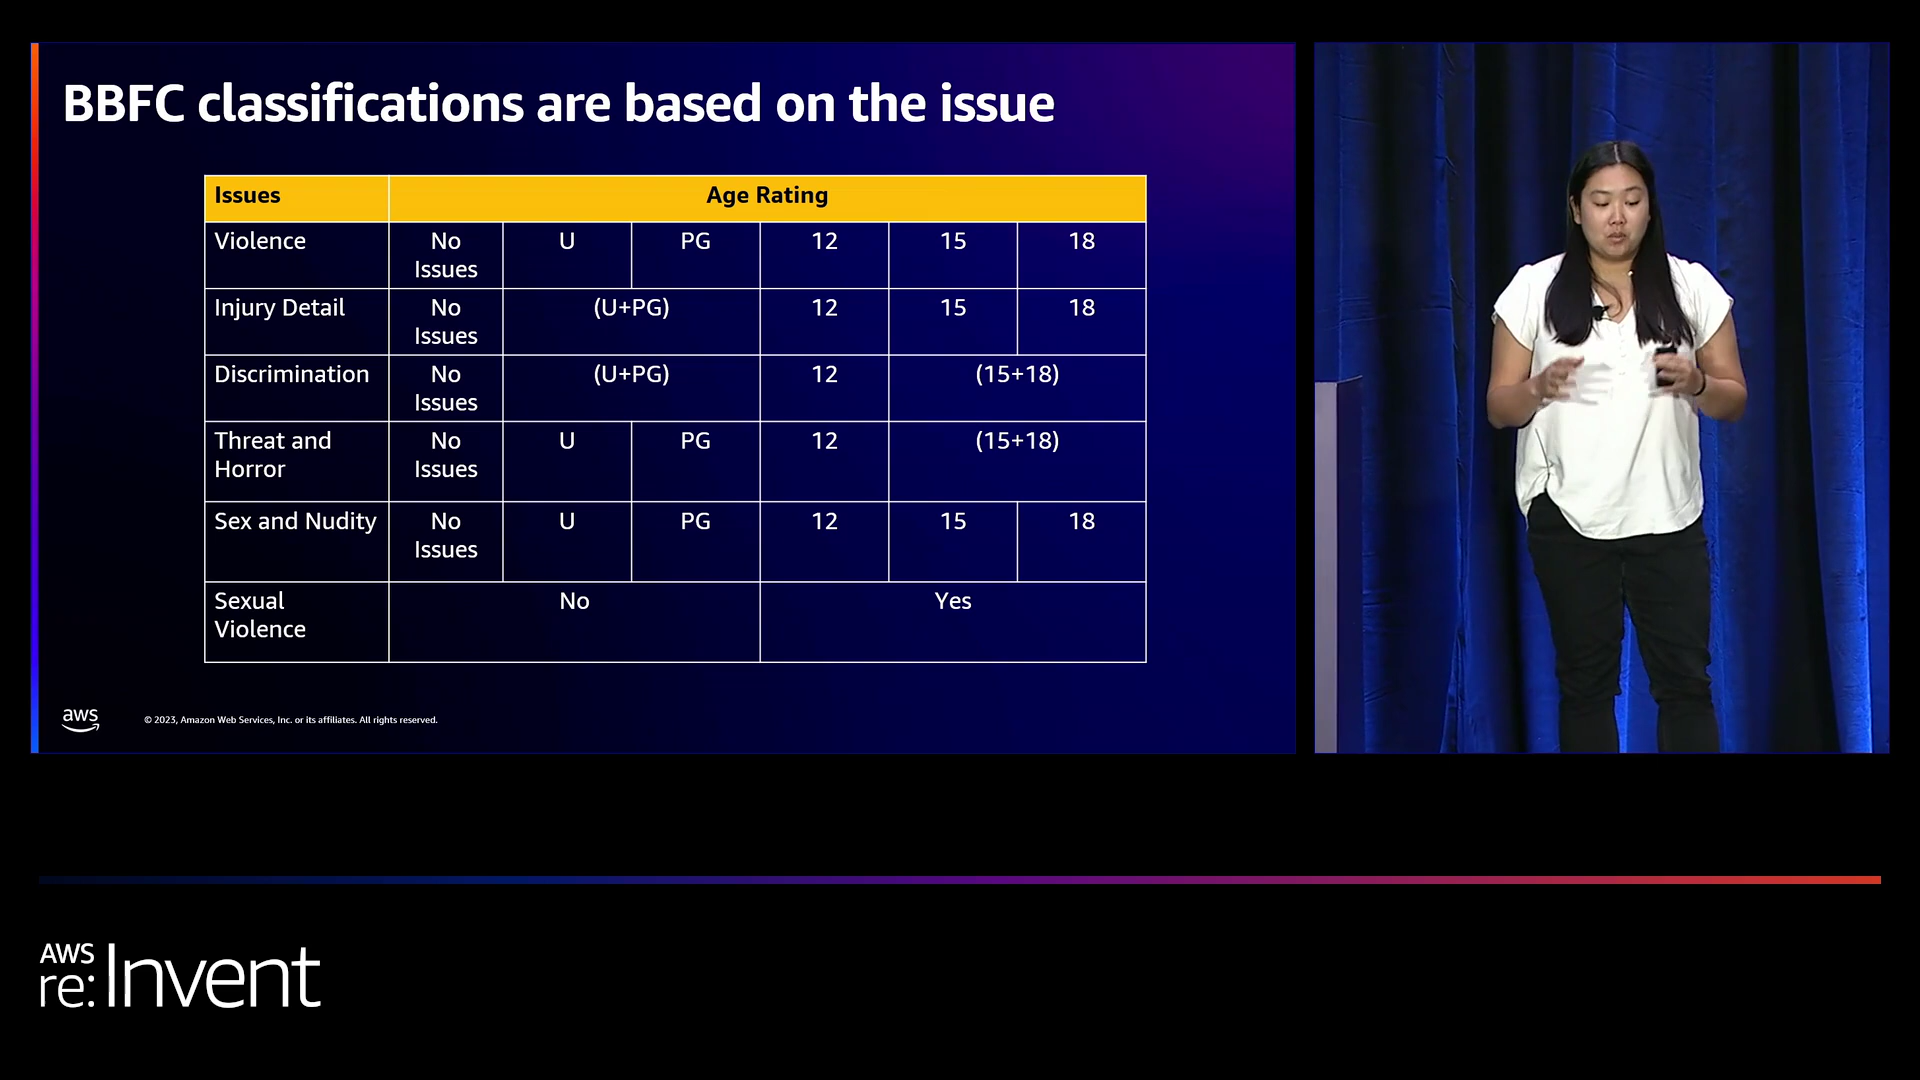 BBFC classifications are based on the issue
Issues Age Rating
Violence No Issues U PG 12 15 18
Injury Detail No Issues (U+PG) 12 15 18
Discrimination No Issues (U+PG) 12 (15+18)
Threat and Horror No Issues U PG 12 (15+18)
Sex and Nudity No Issues U PG 12 15 18
Sexual Violence No Yes
aws
© 2023, Amazon Web Services, Inc. or its affiliates. All rights reserved.
AWS
re:Invent